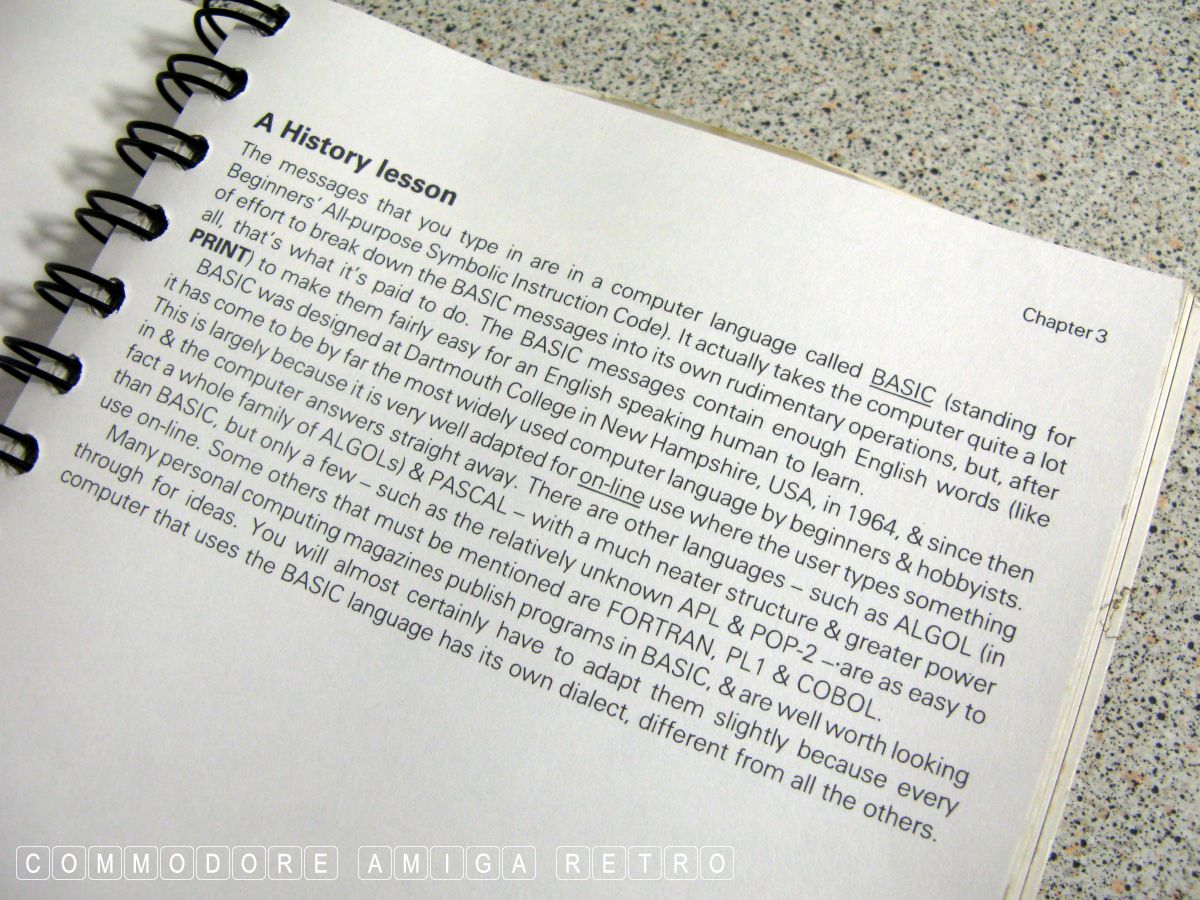 Chapter 3
A History lesson
The messages that you type in are in a computer language called BASIC (standing for
Beginners' All-purpose Symbolic Instruction Code). It actually takes the computer quite a lot
of effort to break down the BASIC messages into its own rudimentary operations, but, after
all, that's what it's paid to do. The BASIC messages contain enough English words (like
PRINT) to make them fairly easy for an English speaking human to learn.
BASIC was designed at Dartmouth College in New Hampshire, USA, in 1964, & since then
it has come to be by far the most widely used computer language by beginners & hobbyists.
This is largely because it is very well adapted for on-line use where the user types something
in & the computer answers straight away. There are other languages – such as ALGOL (in
fact a whole family of ALGOLs) & PASCAL – with a much neater structure & greater power
than BASIC, but only a few – such as the relatively unknown APL & POP-2 – are as easy to
use on-line. Some others that must be mentioned are FORTRAN, PL1 & COBOL.
Many personal computing magazines publish programs in BASIC, & are well worth looking
through for ideas. You will almost certainly have to adapt them slightly because every
computer that uses the BASIC language has its own dialect, different from all the others.
COMMODORE AMIGA RETRO